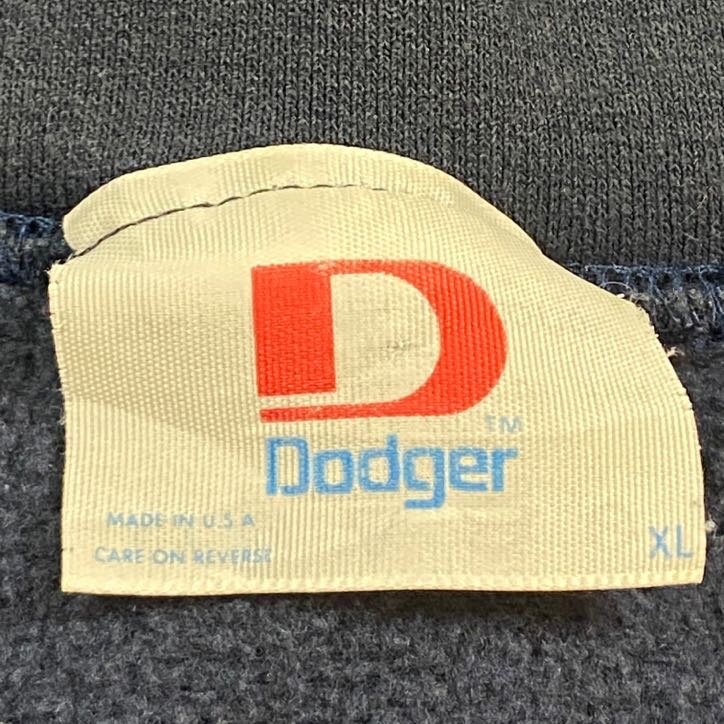 D
TM
Dodger
MADE IN U.S.A
CARE ON REVERSE
XL